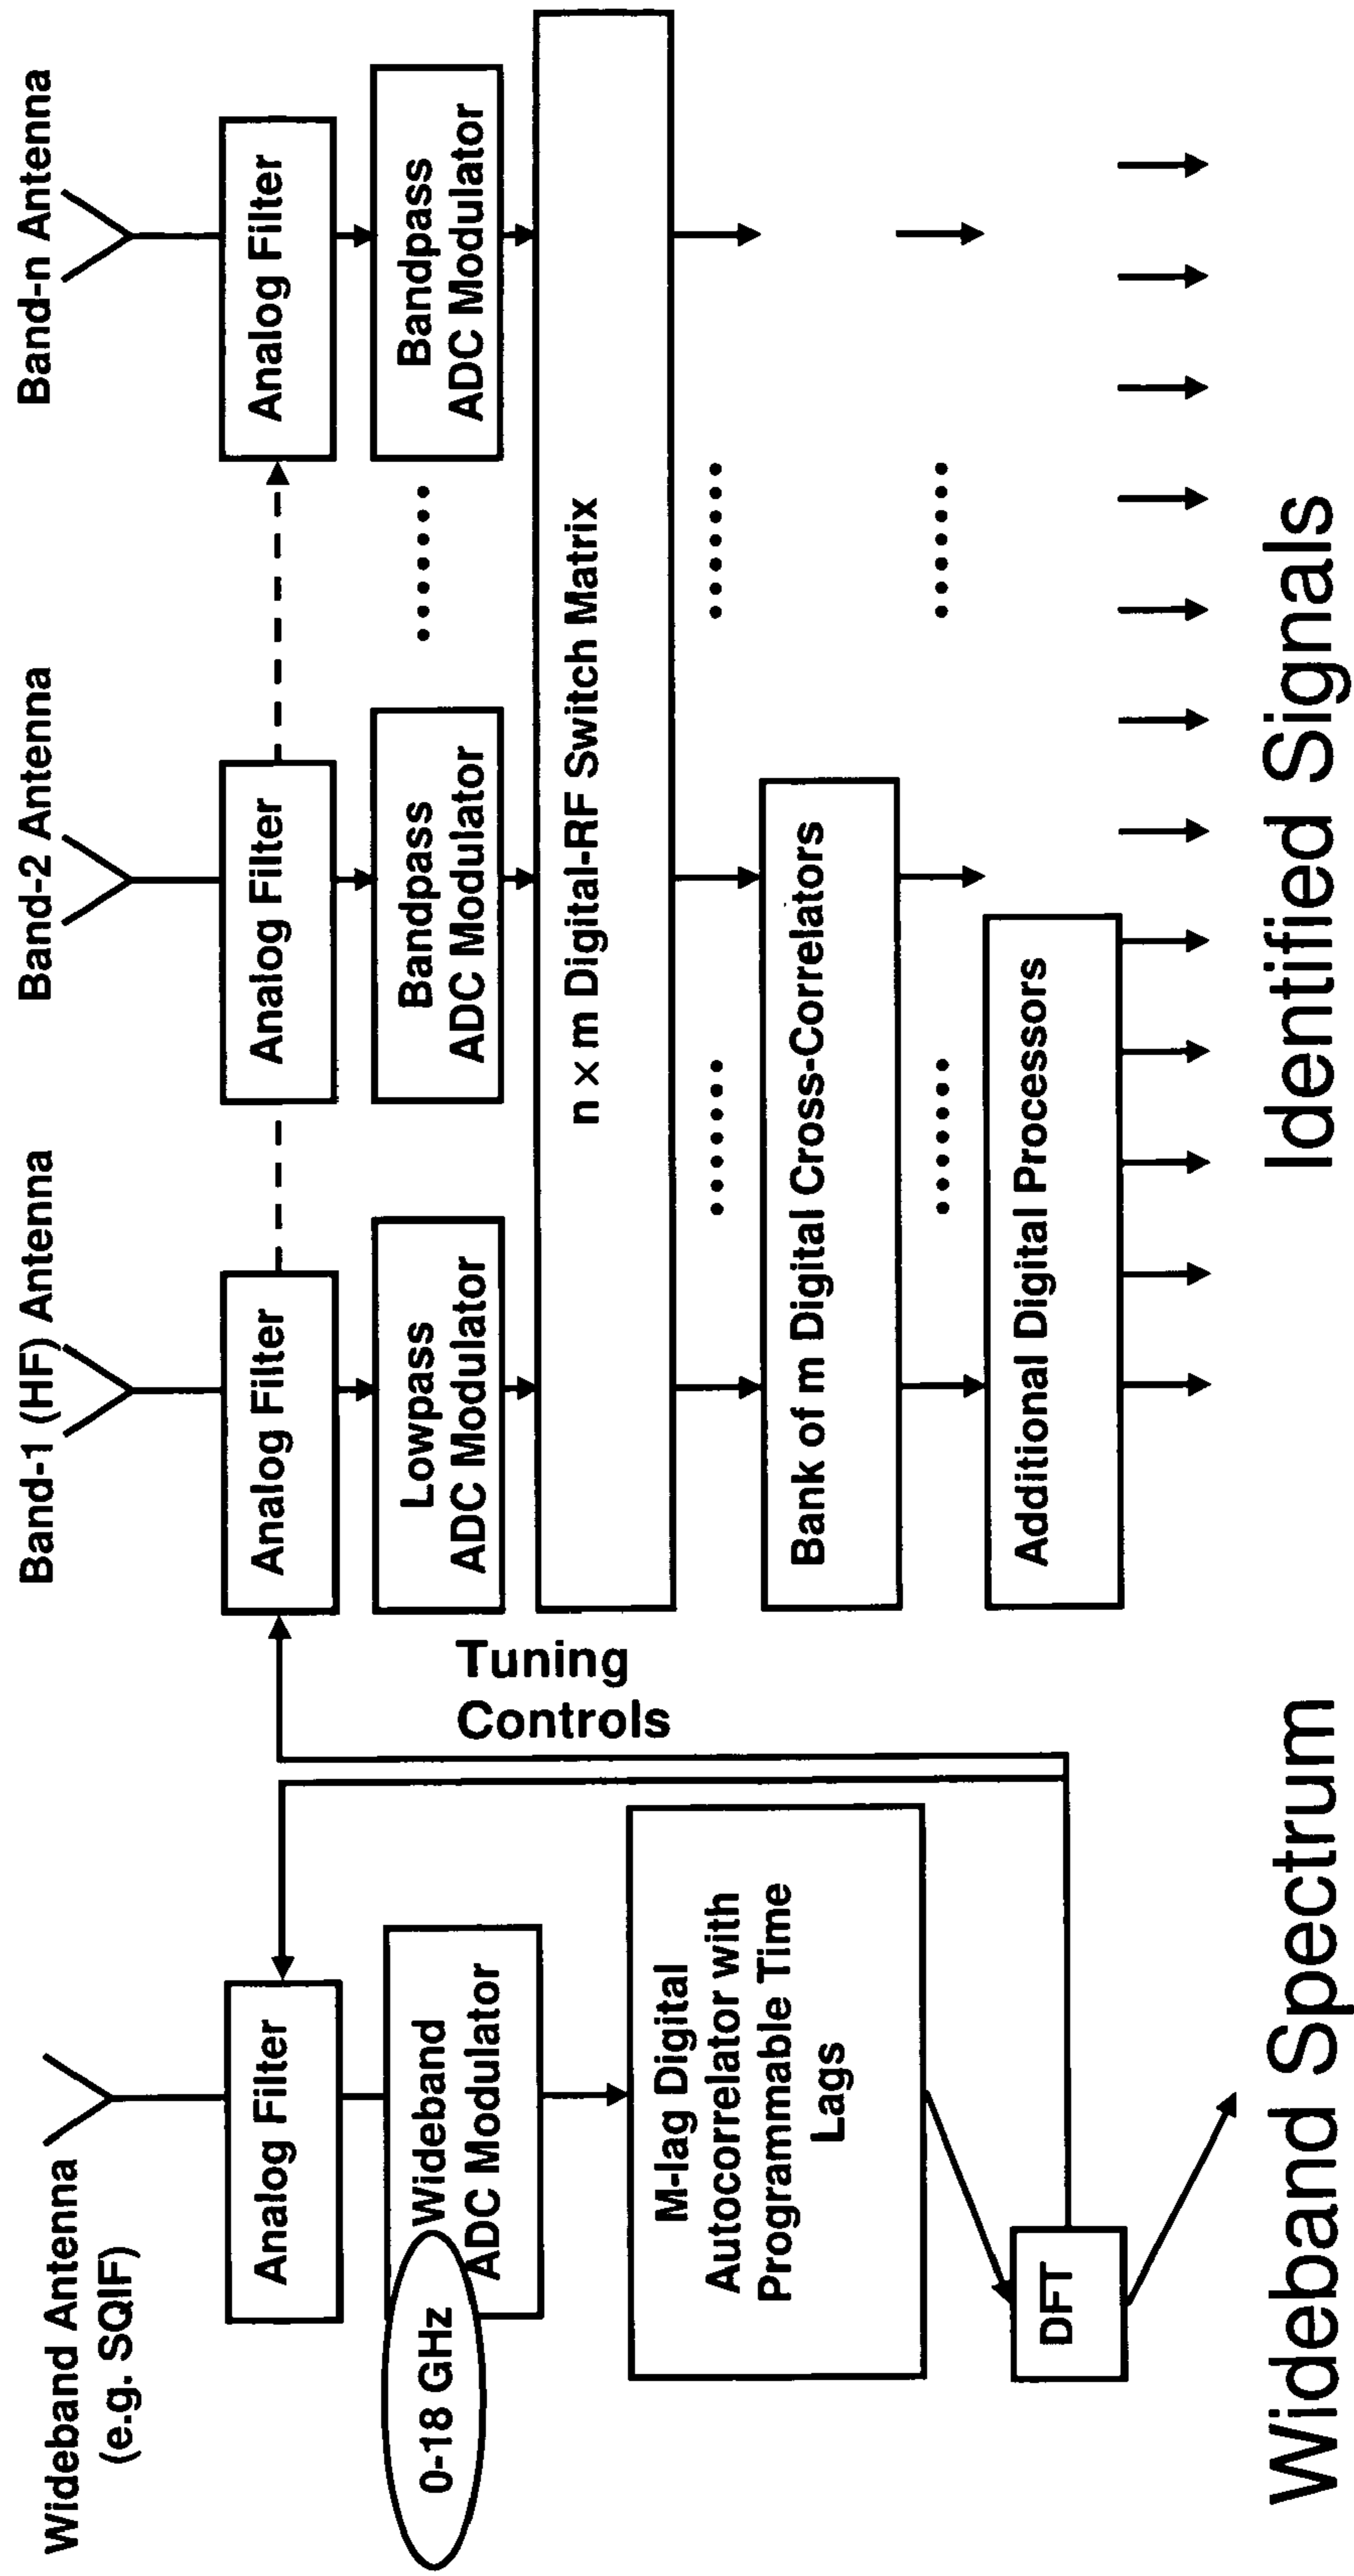 Wideband Antenna
(e.g. SQIF)
Analog Filter
0-18 GHz
Wideband
ADC Modulator
M-lag Digital
Autocorrelator with
Programmable Time
Lags
DFT
Wideband Spectrum
Tuning
Controls
Band-1 (HF) Antenna
Band-2 Antenna
Band-n Antenna
Analog Filter
Analog Filter
Analog Filter
Lowpass
ADC Modulator
Bandpass
ADC Modulator
Bandpass
ADC Modulator
n × m Digital-RF Switch Matrix
Bank of m Digital Cross-Correlators
Additional Digital Processors
Identified Signals